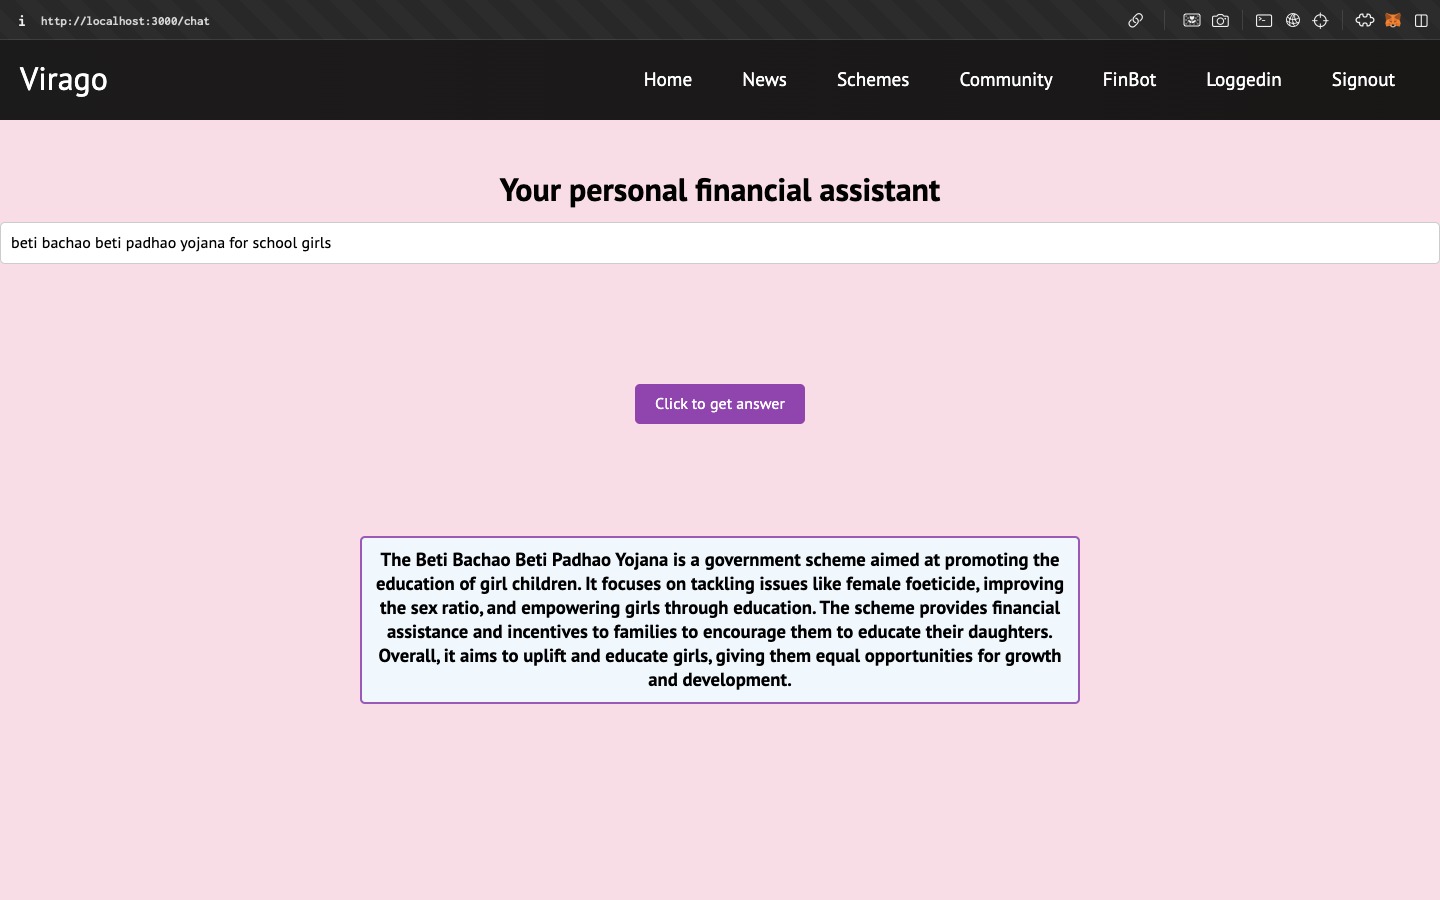 i http://localhost:3000/chat
Virago Home News Schemes Community FinBot Loggedin Signout
Your personal financial assistant
beti bachao beti padhao yojana for school girls
Click to get answer
The Beti Bachao Beti Padhao Yojana is a government scheme aimed at promoting the
education of girl children. It focuses on tackling issues like female foeticide, improving
the sex ratio, and empowering girls through education. The scheme provides financial
assistance and incentives to families to encourage them to educate their daughters.
Overall, it aims to uplift and educate girls, giving them equal opportunities for growth
and development.